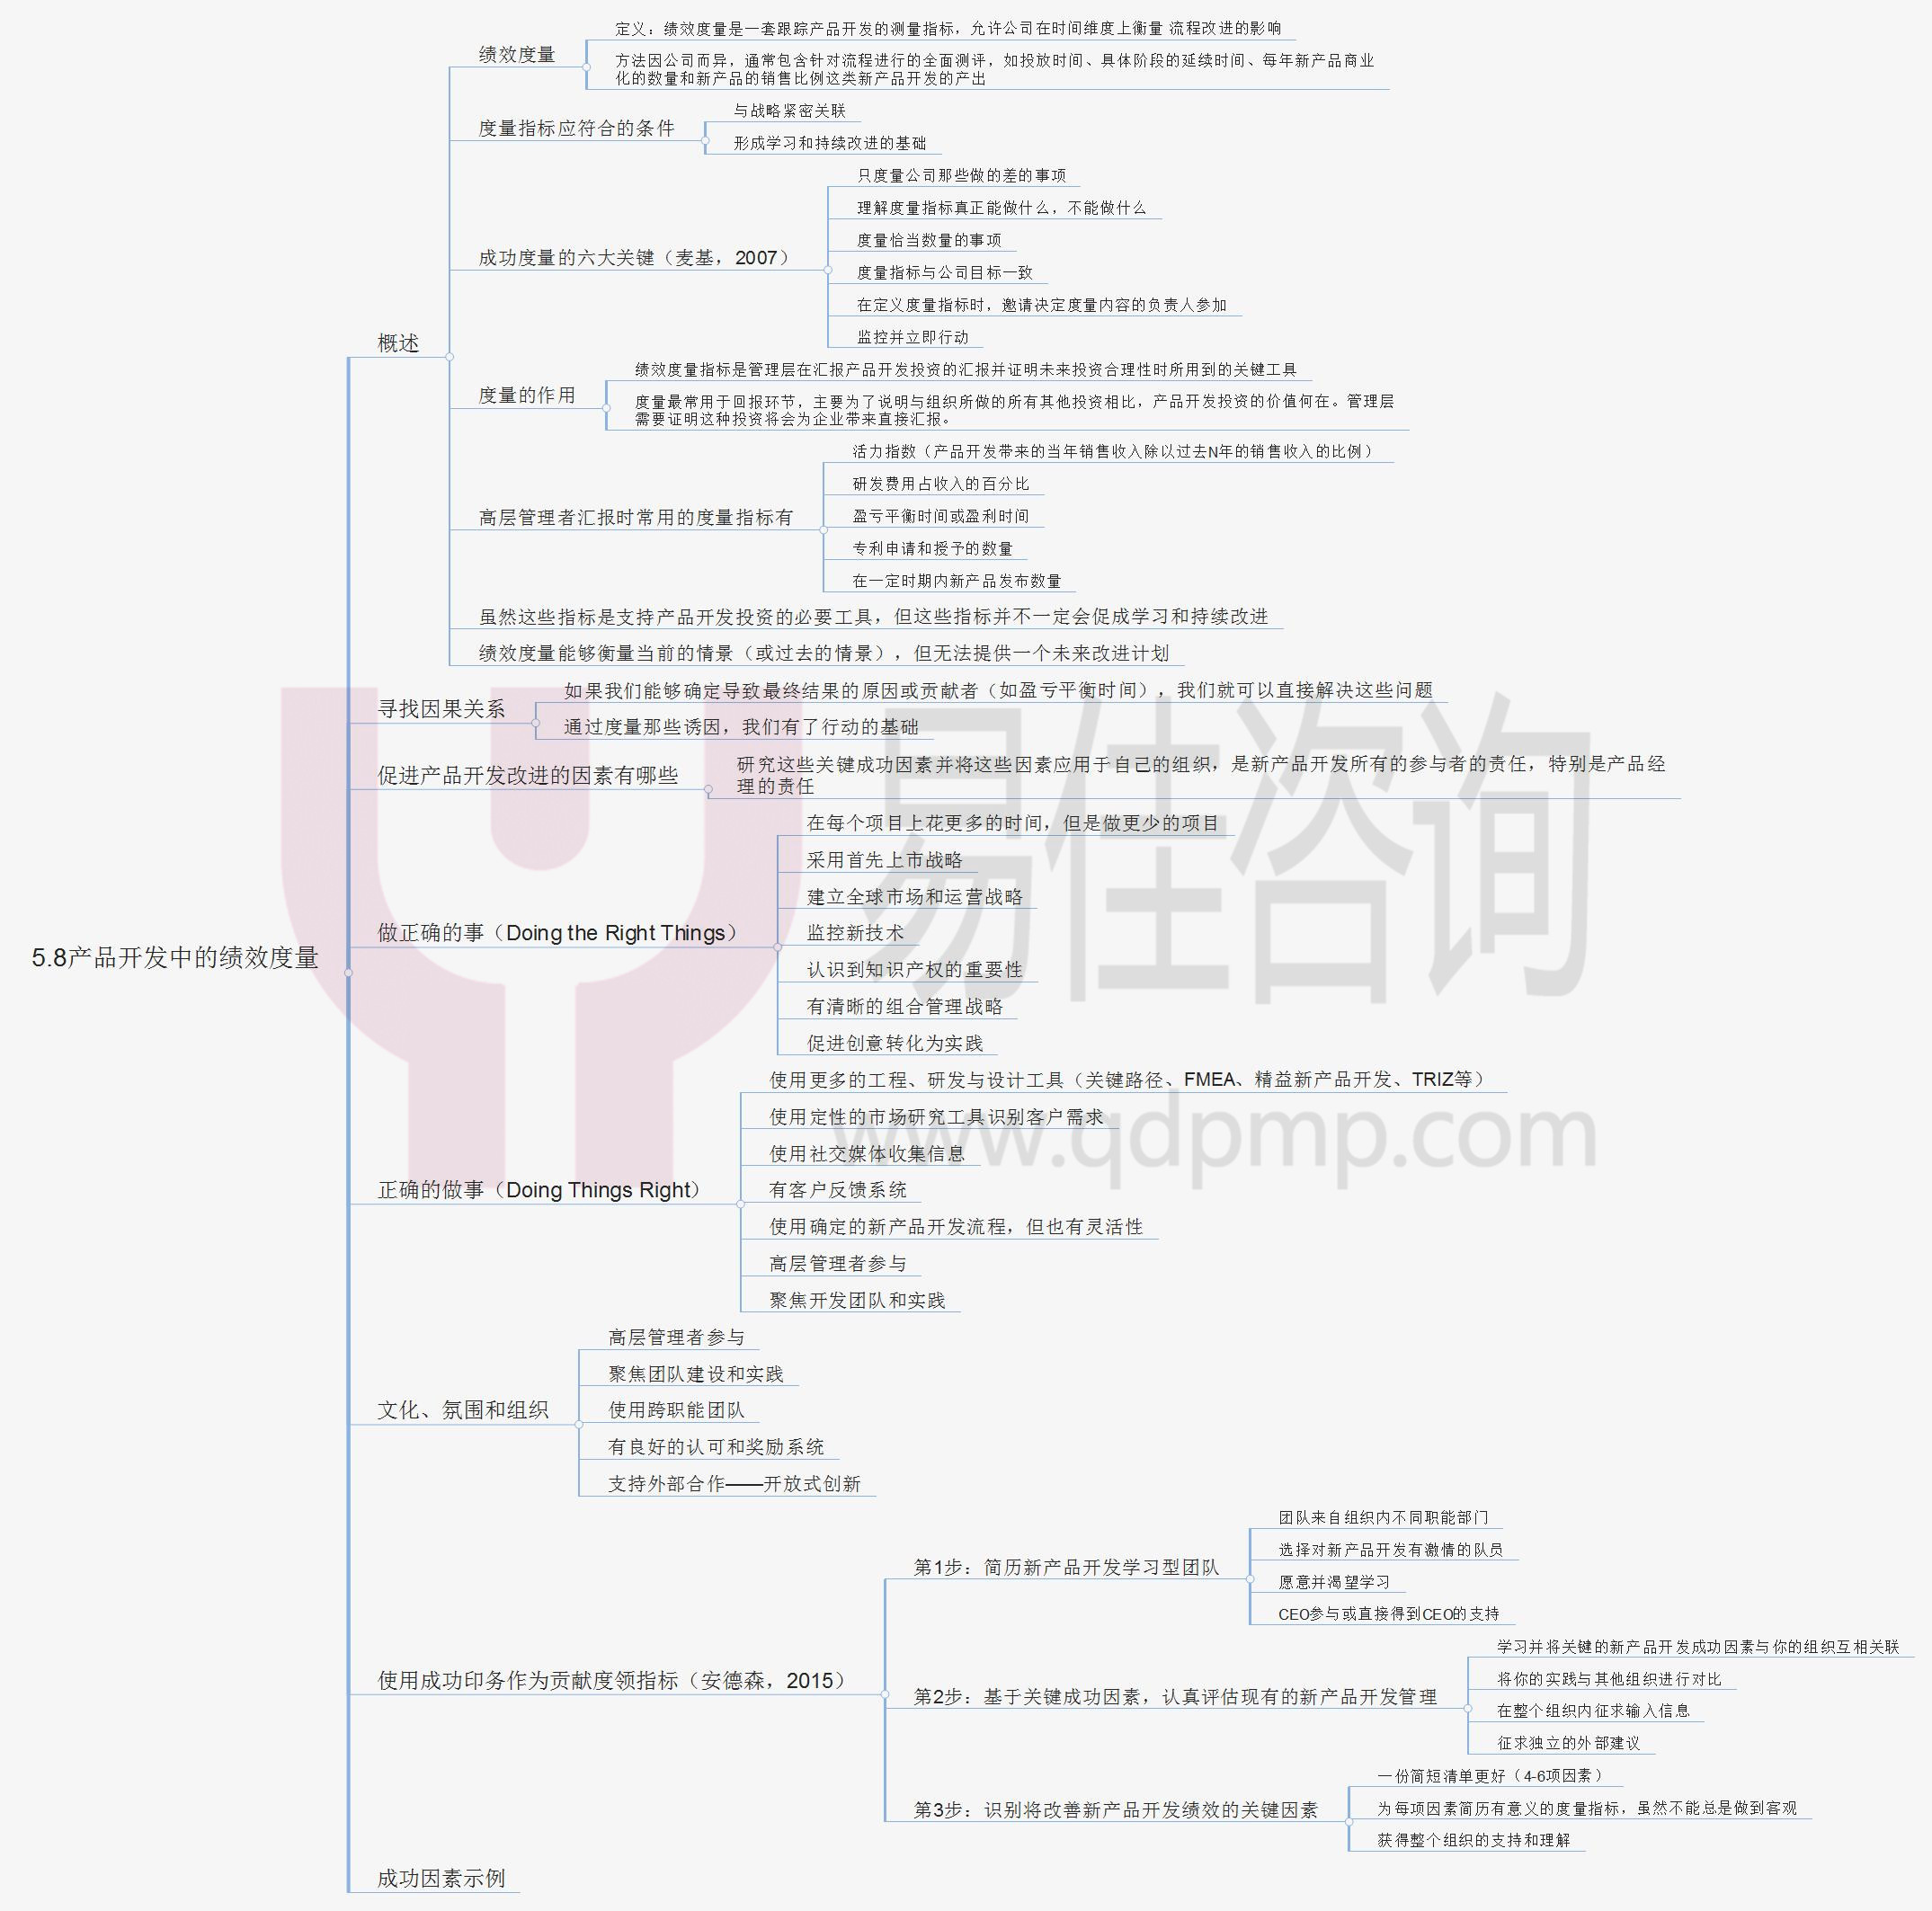 5.8产品开发中的绩效度量
概述
绩效度量
定义：绩效度量是一套跟踪产品开发的测量指标，允许公司在时间维度上衡量 流程改进的影响
方法因公司而异，通常包含针对流程进行的全面测评，如投放时间、具体阶段的延续时间、每年新产品商业
化的数量和新产品的销售比例这类新产品开发的产出
度量指标应符合的条件
与战略紧密关联
形成学习和持续改进的基础
成功度量的六大关键（麦基，2007）
只度量公司那些做的差的事项
理解度量指标真正能做什么，不能做什么
度量恰当数量的事项
度量指标与公司目标一致
在定义度量指标时，邀请决定度量内容的负责人参加
监控并立即行动
度量的作用
绩效度量指标是管理层在汇报产品开发投资的汇报并证明未来投资合理性时所用到的关键工具
度量最常用于回报环节，主要为了说明与组织所做的所有其他投资相比，产品开发投资的价值何在。管理层
需要证明这种投资将会为企业带来直接汇报。
高层管理者汇报时常用的度量指标有
活力指数（产品开发带来的当年销售收入除以过去N年的销售收入的比例）
研发费用占收入的百分比
盈亏平衡时间或盈利时间
专利申请和授予的数量
在一定时期内新产品发布数量
虽然这些指标是支持产品开发投资的必要工具，但这些指标并不一定会促成学习和持续改进
绩效度量能够衡量当前的情景（或过去的情景），但无法提供一个未来改进计划
寻找因果关系
如果我们能够确定导致最终结果的原因或贡献者（如盈亏平衡时间），我们就可以直接解决这些问题
通过度量那些诱因，我们有了行动的基础
促进产品开发改进的因素有哪些
研究这些关键成功因素并将这些因素应用于自己的组织，是新产品开发所有的参与者的责任，特别是产品经
理的责任
做正确的事（Doing the Right Things）
在每个项目上花更多的时间，但是做更少的项目
采用首先上市战略
建立全球市场和运营战略
监控新技术
认识到知识产权的重要性
有清晰的组合管理战略
促进创意转化为实践
正确的做事（Doing Things Right）
使用更多的工程、研发与设计工具（关键路径、FMEA、精益新产品开发、TRIZ等）
使用定性的市场研究工具识别客户需求
使用社交媒体收集信息
有客户反馈系统
使用确定的新产品开发流程，但也有灵活性
高层管理者参与
聚焦开发团队和实践
文化、氛围和组织
高层管理者参与
聚焦团队建设和实践
使用跨职能团队
有良好的认可和奖励系统
支持外部合作——开放式创新
使用成功印务作为贡献度领指标（安德森，2015）
第1步：简历新产品开发学习型团队
团队来自组织内不同职能部门
选择对新产品开发有激情的队员
愿意并渴望学习
CEO参与或直接得到CEO的支持
第2步：基于关键成功因素，认真评估现有的新产品开发管理
学习并将关键的新产品开发成功因素与你的组织互相关联
将你的实践与其他组织进行对比
在整个组织内征求输入信息
征求独立的外部建议
第3步：识别将改善新产品开发绩效的关键因素
一份简短清单更好（4-6项因素）
为每项因素简历有意义的度量指标，虽然不能总是做到客观
获得整个组织的支持和理解
成功因素示例
易佳咨询
www.qdpmp.com